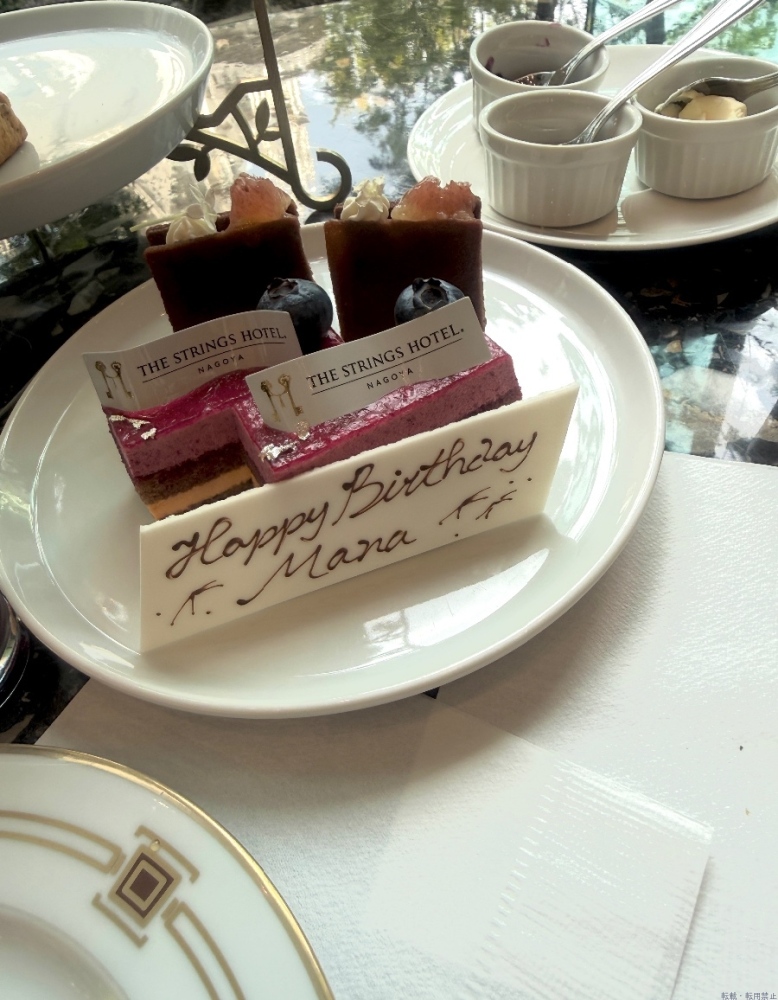 THE STRINGS HOTEL
NAGOYA
THE STRINGS HOTEL
NAGOYA
Happy Birthday
Mana
転載・転用禁止